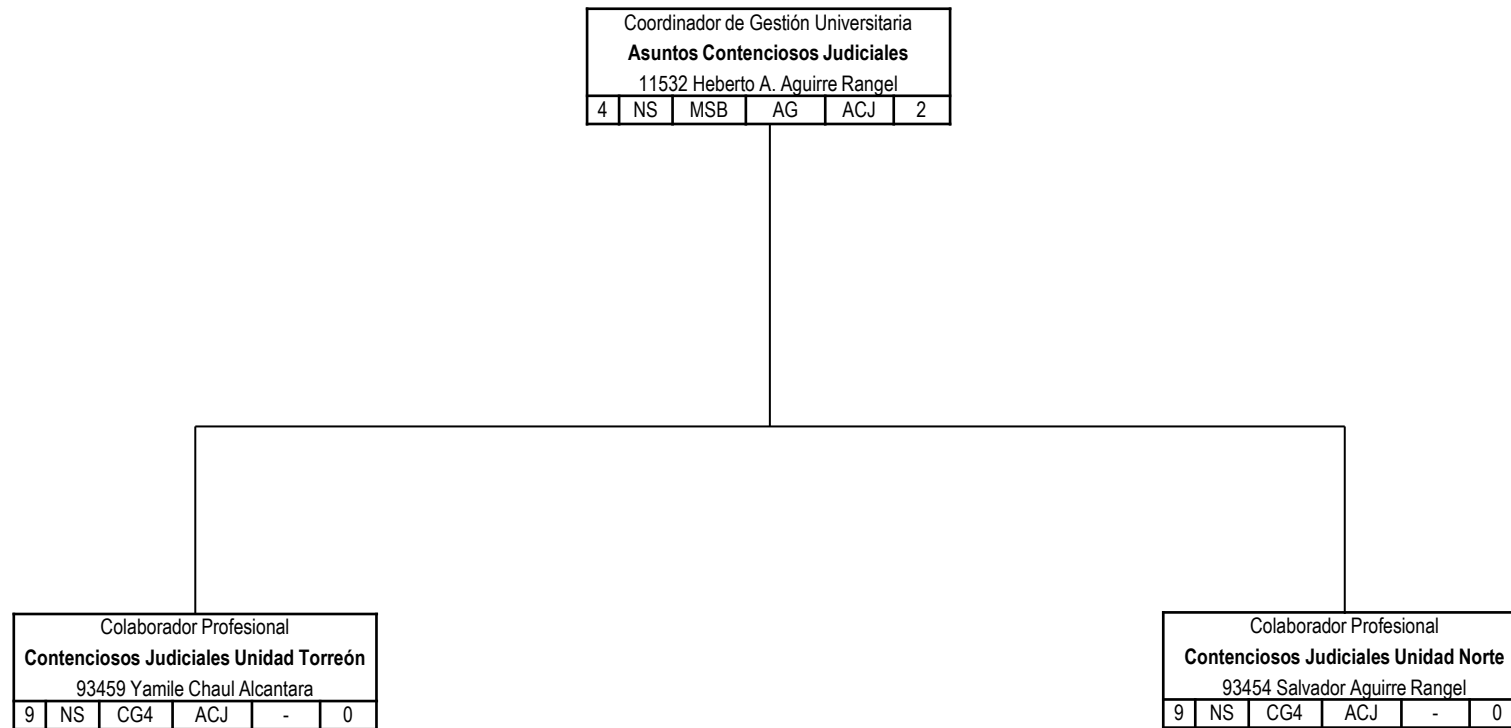 Coordinador de Gestión Universitaria
Asuntos Contenciosos Judiciales
11532 Heberto A. Aguirre Rangel
4 NS MSB AG ACJ 2
Colaborador Profesional
Contenciosos Judiciales Unidad Torreón
93459 Yamile Chaul Alcantara
9 NS CG4 ACJ - 0
Colaborador Profesional
Contenciosos Judiciales Unidad Norte
93454 Salvador Aguirre Rangel
9 NS CG4 ACJ - 0